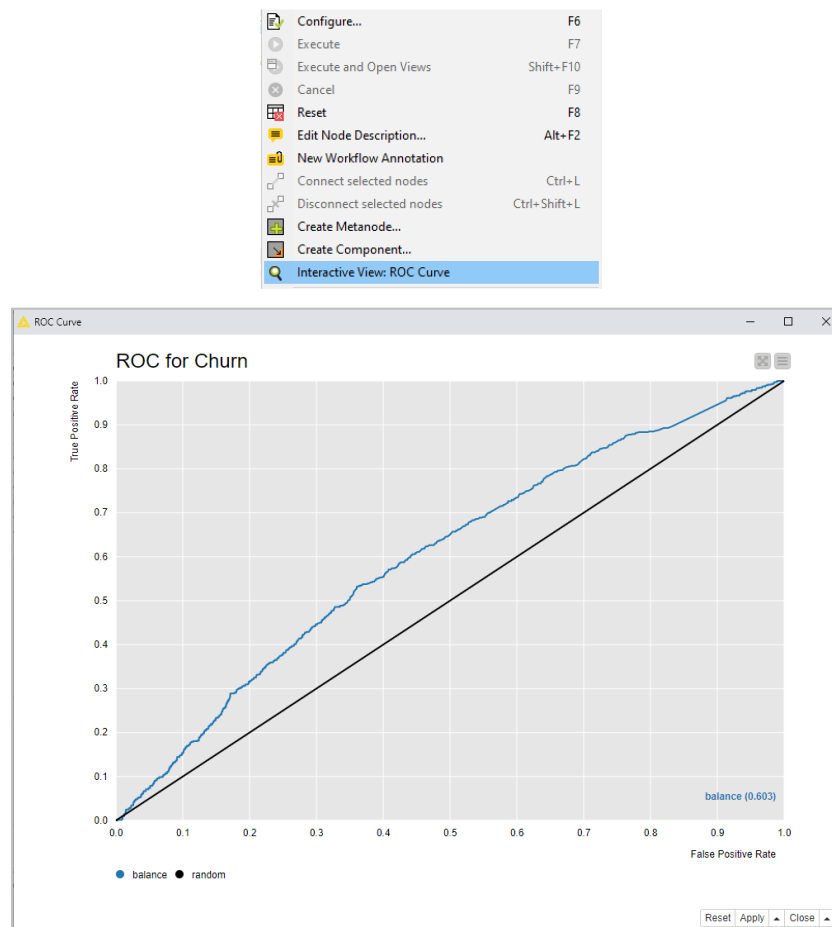 Configure... F6
Execute F7
Execute and Open Views Shift+F10
Cancel F9
Reset F8
Edit Node Description... Alt+F2
New Workflow Annotation
Connect selected nodes Ctrl+L
Disconnect selected nodes Ctrl+Shift+L
Create Metanode...
Create Component...
Interactive View: ROC Curve
ROC Curve
ROC for Churn
True Positive Rate
1.0
0.9
0.8
0.7
0.6
0.5
0.4
0.3
0.2
0.1
0.0
balance (0.603)
0.0 0.1 0.2 0.3 0.4 0.5 0.6 0.7 0.8 0.9 1.0
False Positive Rate
balance random
Reset Apply Close